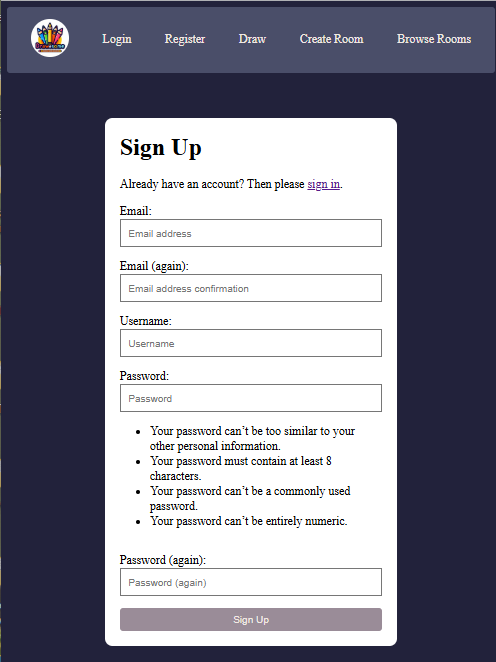 Login Register Draw Create Room Browse Rooms
Sign Up
Already have an account? Then please sign in.
Email:
Email address
Email (again):
Email address confirmation
Username:
Username
Password:
Password
• Your password can’t be too similar to your
other personal information.
• Your password must contain at least 8
characters.
• Your password can’t be a commonly used
password.
• Your password can’t be entirely numeric.
Password (again):
Password (again)
Sign Up